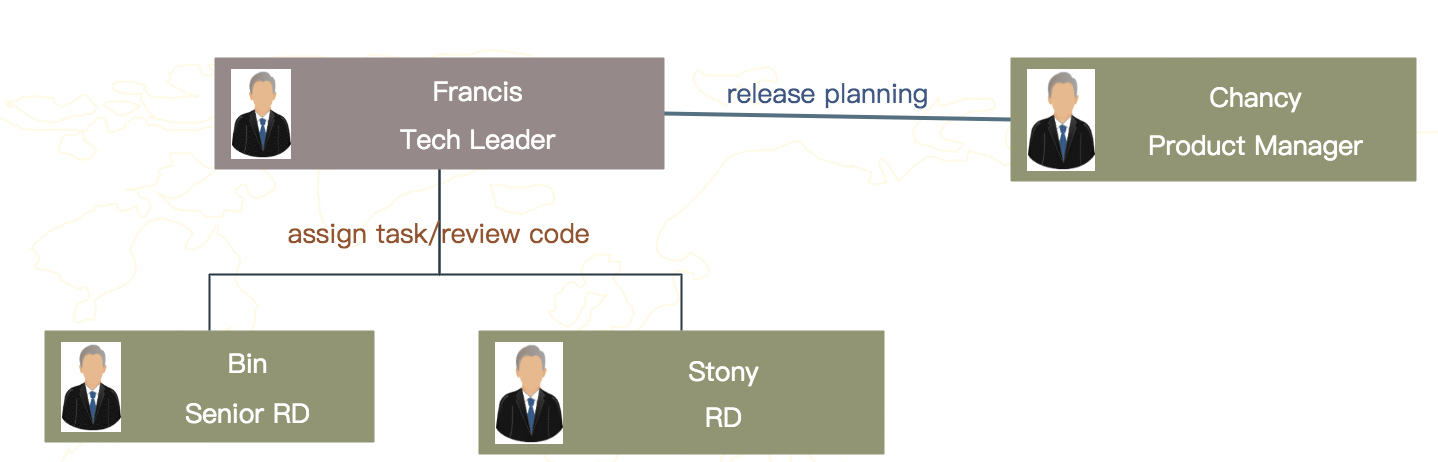 Francis
Tech Leader
release planning
Chancy
Product Manager
assign task/review code
Bin
Senior RD
Stony
RD